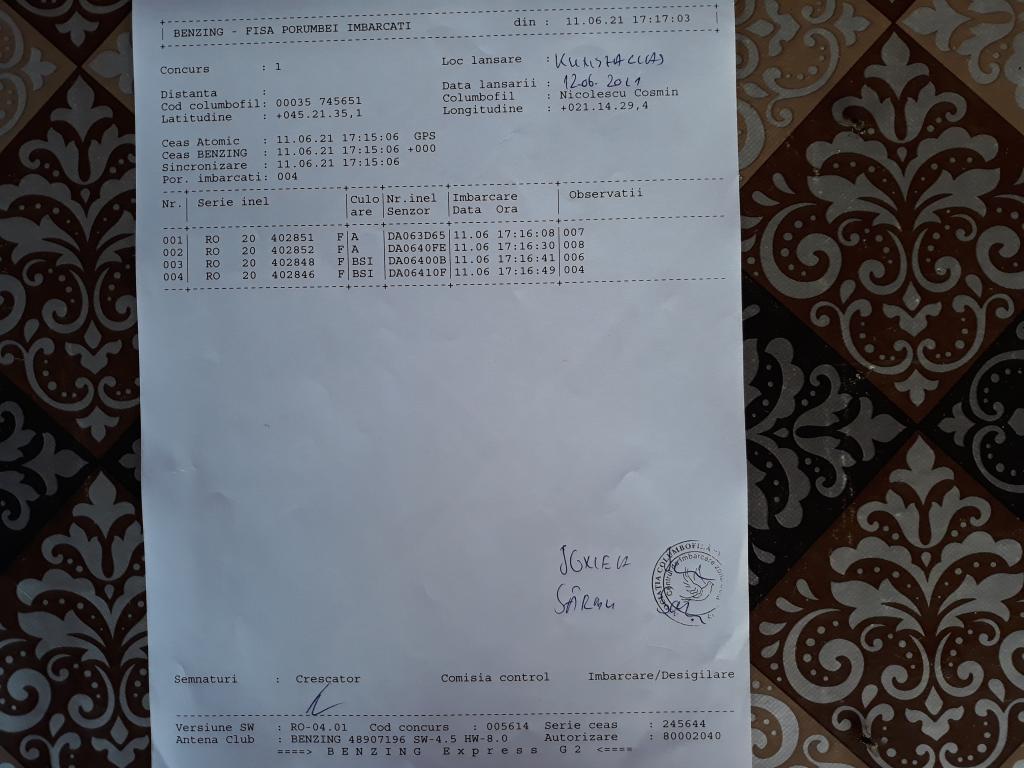 BENZING - FISA PORUMBEI IMBARCATI din : 11.06.21 17:17:03
Concurs : 1 Loc lansare :
Distanta : Data lansarii : 12.06.2021
Cod columbofil: 00035 745651 Columbofil : Nicolescu Cosmin
Latitudine : +045.21.35,1 Longitudine : +021.14.29,4
Ceas Atomic : 11.06.21 17:15:06 GPS
Ceas BENZING : 11.06.21 17:15:06 +000
Sincronizare : 11.06.21 17:15:06
Por. imbarcati: 004
Nr. Serie inel Culo Nr.inel Imbarcare Observatii
are Senzor Data Ora
001 RO 20 402851 F A DA063D65 11.06 17:16:08 007
002 RO 20 402852 F A DA0640FE 11.06 17:16:30 008
003 RO 20 402848 F BSI DA06400B 11.06 17:16:41 006
004 RO 20 402846 F BSI DA06410F 11.06 17:16:49 004
SÂRBU
COLUMBOFILA
Semnaturi : Crescator Comisia control Imbarcare/Desigilare
Versiune SW : RO-04.01 Cod concurs : 005614 Serie ceas : 245644
Antena Club : BENZING 48907196 SW-4.5 HW-8.0 Autorizare : 80002040
====> B E N Z I N G E x p r e s s G 2 <====